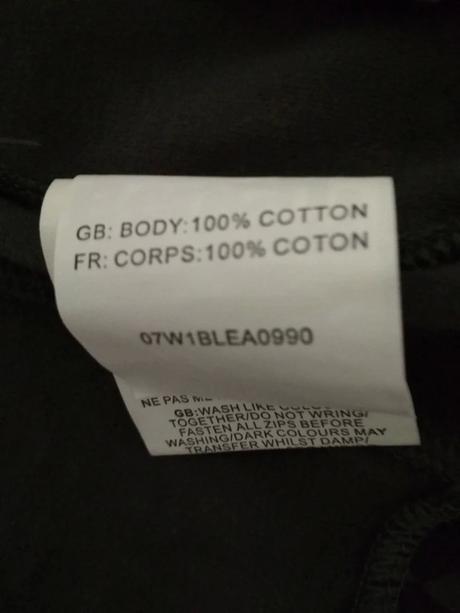 GB: BODY:100% COTTON
FR: CORPS:100% COTON
07W1BLEA0990
NE PAS
GB:WASH LIKE
TOGETHER/DO NOT WRING/
FASTEN ALL ZIPS BEFORE
WASHING/DARK COLOURS MAY
TRANSFER WHILST DAMP/